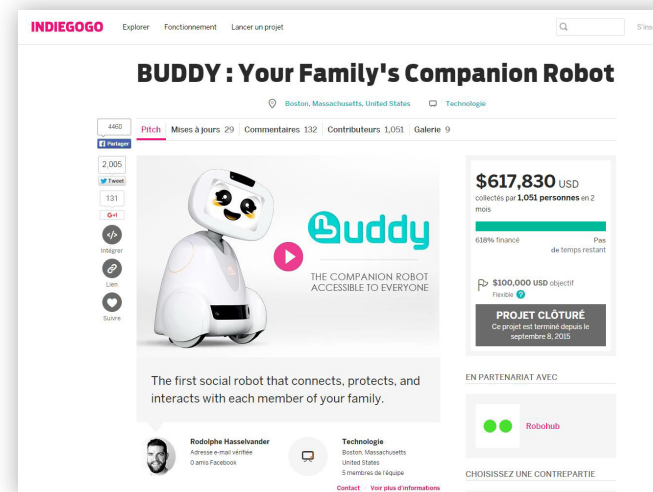 INDIEGOGO Explorer Fonctionnement Lancer un projet
BUDDY : Your Family's Companion Robot
Boston, Massachusetts, United States Technologie
4460
Partager
2,005
Tweet
131
G+1
Intégrer
Lien
Suivre
Pitch Mises à jours 29 Commentaires 132 Contributeurs 1,051 Galerie 9
Buddy
THE COMPANION ROBOT
ACCESSIBLE TO EVERYONE
The first social robot that connects, protects, and
interacts with each member of your family.
Rodolphe Hasselvander
Adresse e-mail vérifiée
0 amis Facebook
Technologie
Boston, Massachusetts
United States
5 membres de l'équipe
Contact Voir plus d'informations
$617,830 USD
collectés par 1,051 personnes en 2
mois
618% financé Pas
de temps restant
$100,000 USD objectif
Flexible ?
PROJET CLÔTURÉ
Ce projet est terminé depuis le
septembre 8, 2015
EN PARTENARIAT AVEC
Robohub
CHOISISSEZ UNE CONTREPARTIE